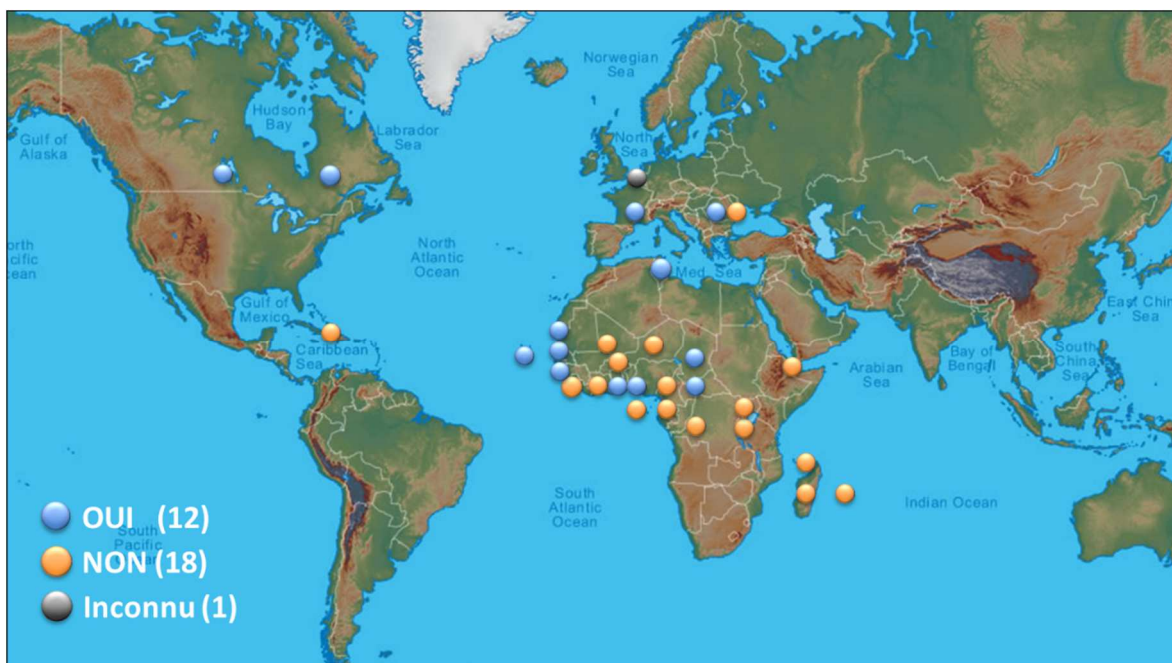 Norwegian
Sea
Hudson
Bay
Labrador
Sea
Gulf of
Alaska
North
Sea
North
Atlantic
Ocean
Med. Sea
Gulf of
Mexico
Caribbean
Sea
Arabian
Sea
Bay of
Bengal
South
China
Sea
East Chin
Sea
orth
acific
cean
South
Atlantic
Ocean
Indian Ocean
South
Pacific
OUI (12)
NON (18)
Inconnu (1)